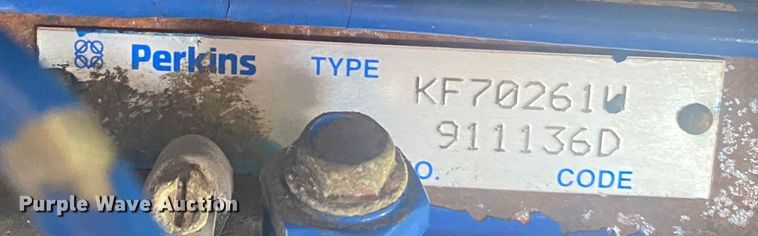 Perkins TYPE KF70261W
911136D
O. CODE
Purple Wave Auction